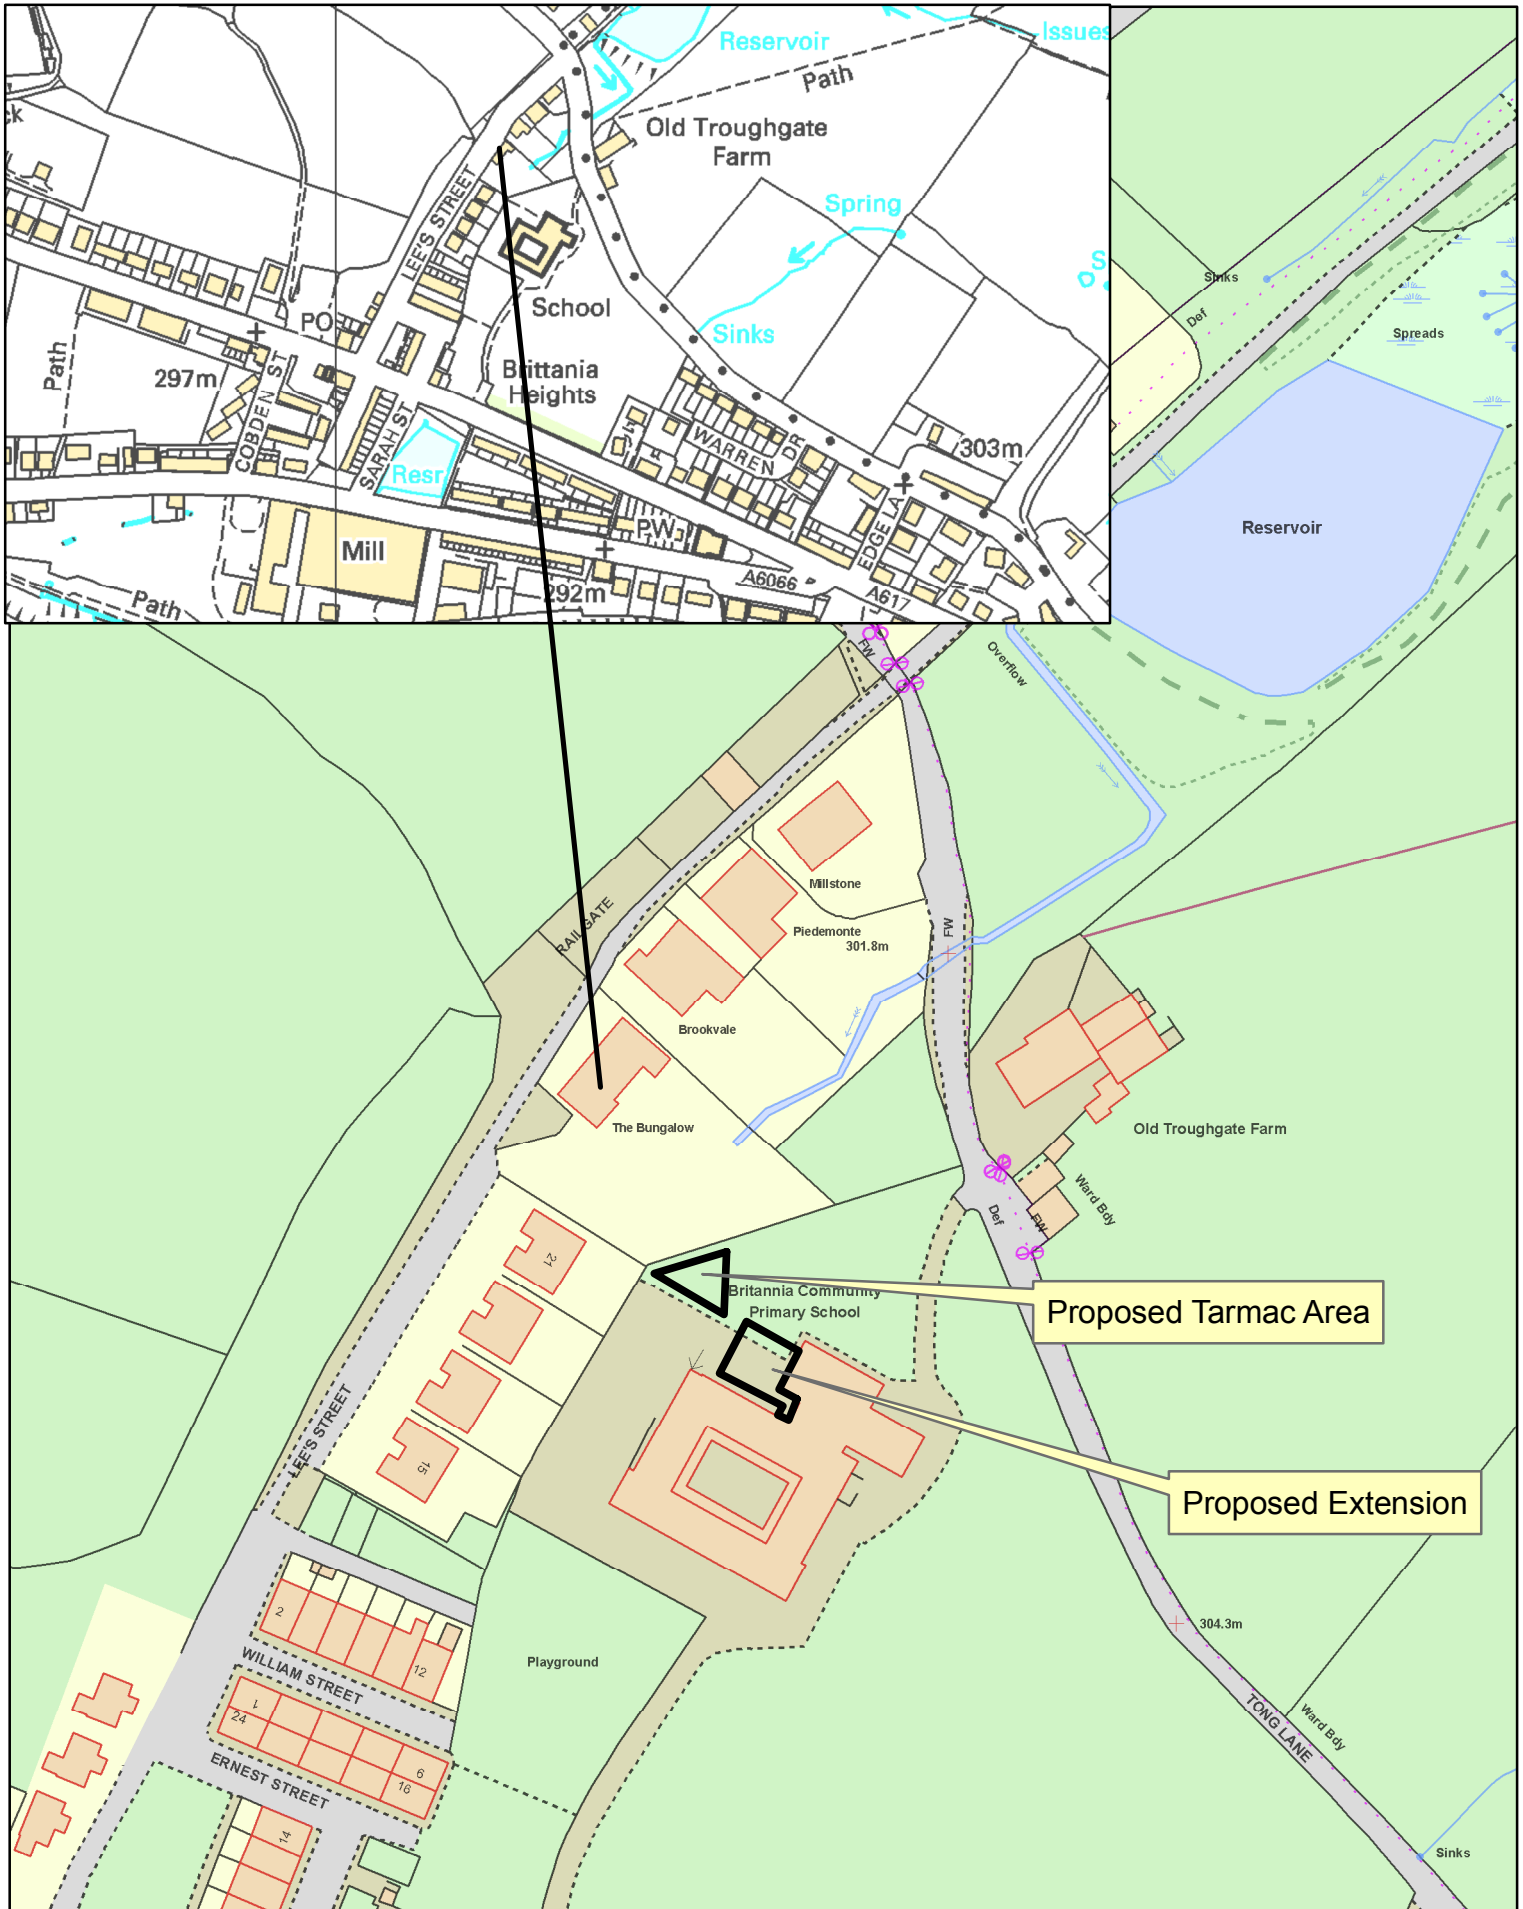 Reservoir
Issues
Path
ck
Old Troughgate
Farm
LEE'S STREET
Spring
S
School
Sinks
PO
Path
297m
Brittania
Heights
COBDEN ST
SARAH ST
Resr
WARREN DR
303m
EDGE LA
Mill
PW
A6066
A617
292m
Path
Sinks
Def
Spreads
Reservoir
FW
Overflow
RAILGATE
Millstone
Piedemonte
301.8m
FW
Brookvale
The Bungalow
Old Troughgate Farm
Ward Bdy
Def
FW
21
Britannia Community
Primary School
Proposed Tarmac Area
LEE'S STREET
15
Proposed Extension
2
12
WILLIAM STREET
Playground
304.3m
1
24
6
16
ERNEST STREET
TONG LANE
Ward Bdy
14
Sinks